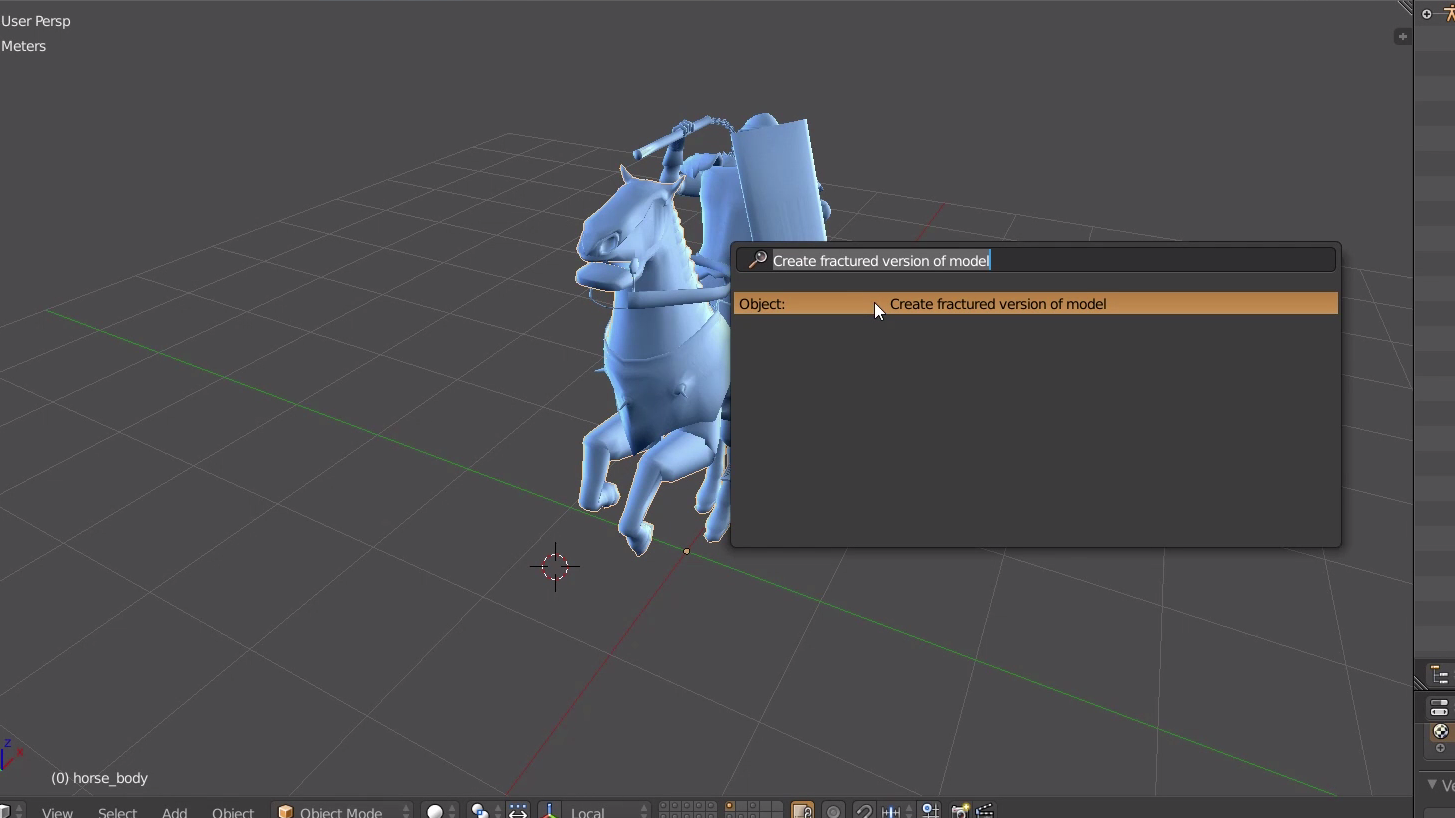 User Persp
Meters
Create fractured version of model
Object: Create fractured version of model
z
x
(0) horse_body
View Select Add Object Object Mode Local